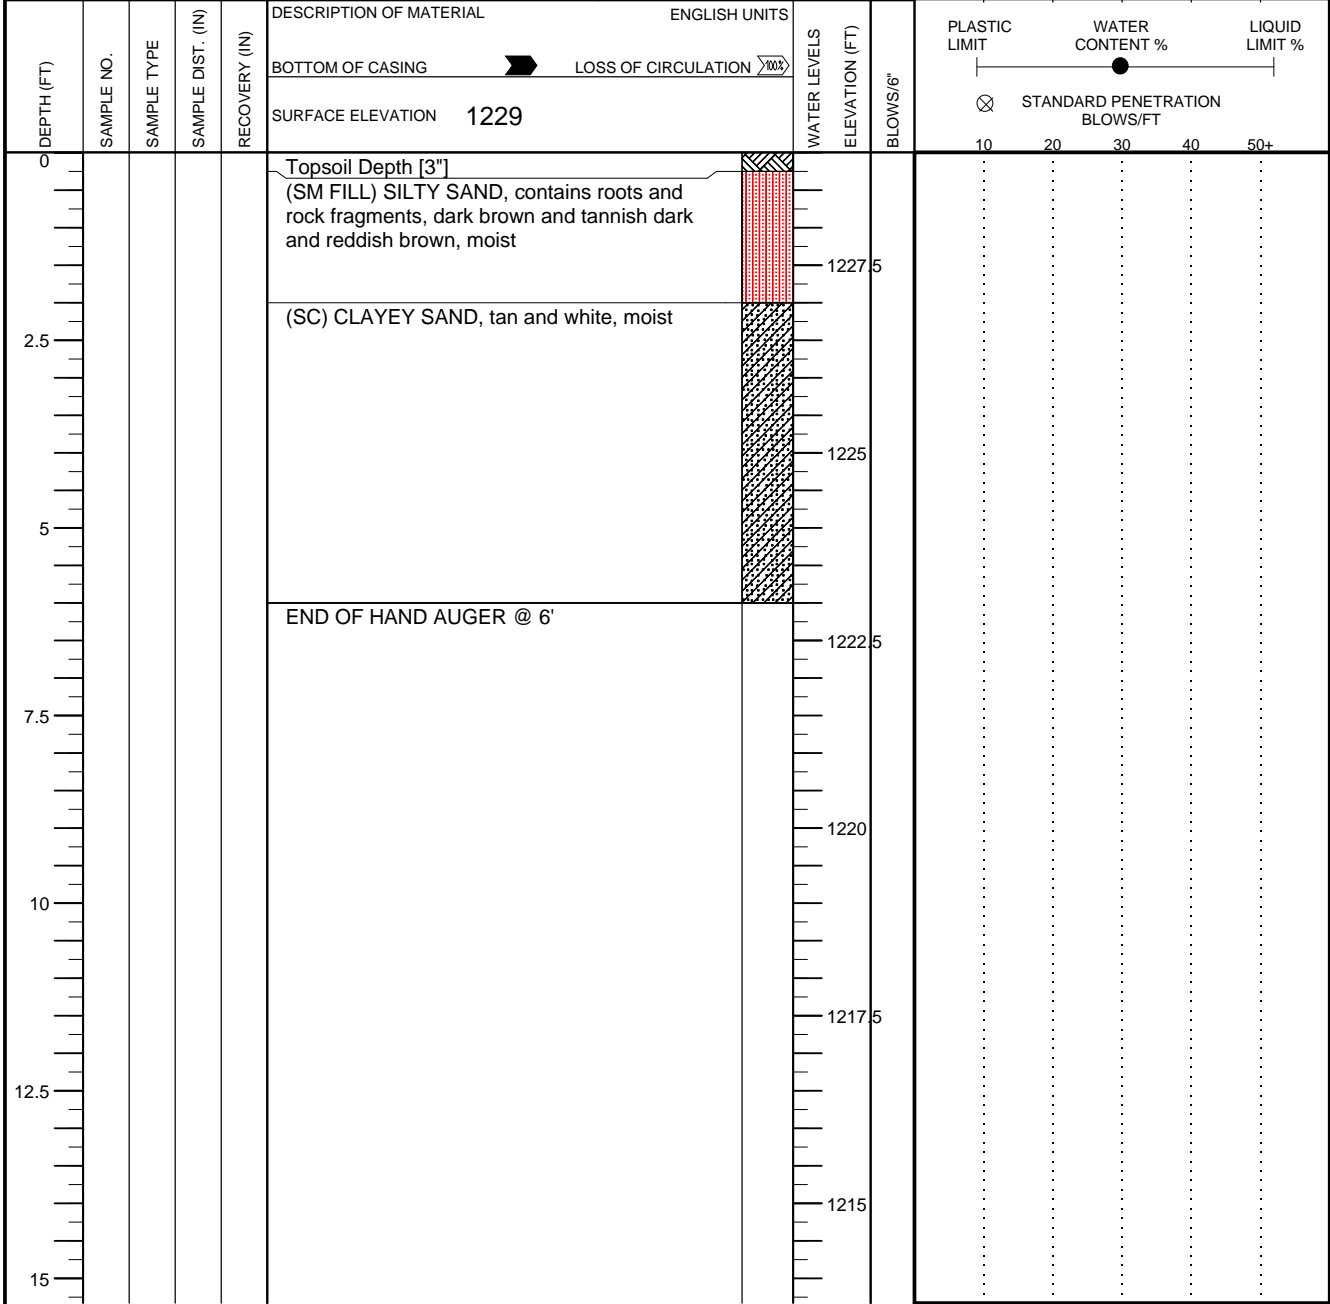 DEPTH (FT)
SAMPLE NO.
SAMPLE TYPE
SAMPLE DIST. (IN)
RECOVERY (IN)
DESCRIPTION OF MATERIAL ENGLISH UNITS
BOTTOM OF CASING LOSS OF CIRCULATION 100%
SURFACE ELEVATION 1229
WATER LEVELS
ELEVATION (FT)
BLOWS/6"
PLASTIC LIMIT
WATER CONTENT %
LIQUID LIMIT %
STANDARD PENETRATION
BLOWS/FT
10 20 30 40 50+
0
Topsoil Depth [3"]
(SM FILL) SILTY SAND, contains roots and
rock fragments, dark brown and tannish dark
and reddish brown, moist
1227.5
(SC) CLAYEY SAND, tan and white, moist
2.5
1225
5
END OF HAND AUGER @ 6'
1222.5
7.5
1220
10
1217.5
12.5
1215
15